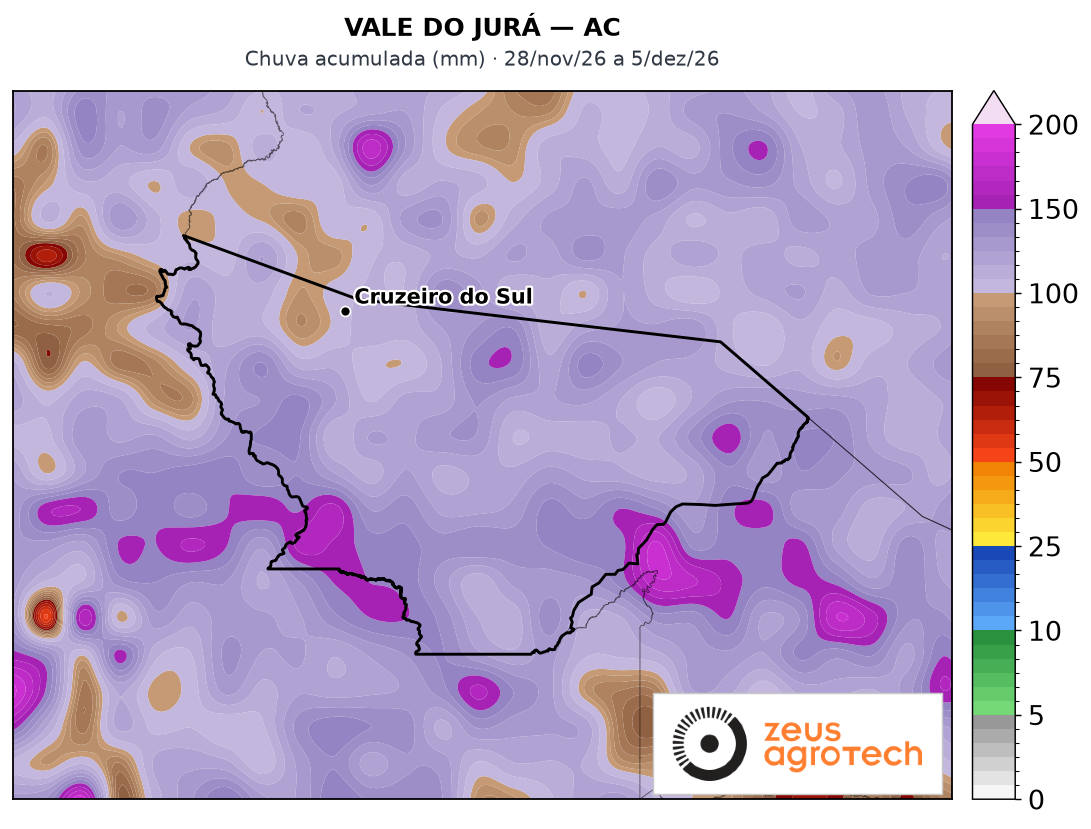 VALE DO JURÁ — AC
Chuva acumulada (mm) · 28/nov/26 a 5/dez/26
Cruzeiro do Sul
200
150
100
75
50
25
10
5
0
zeus
agrotech